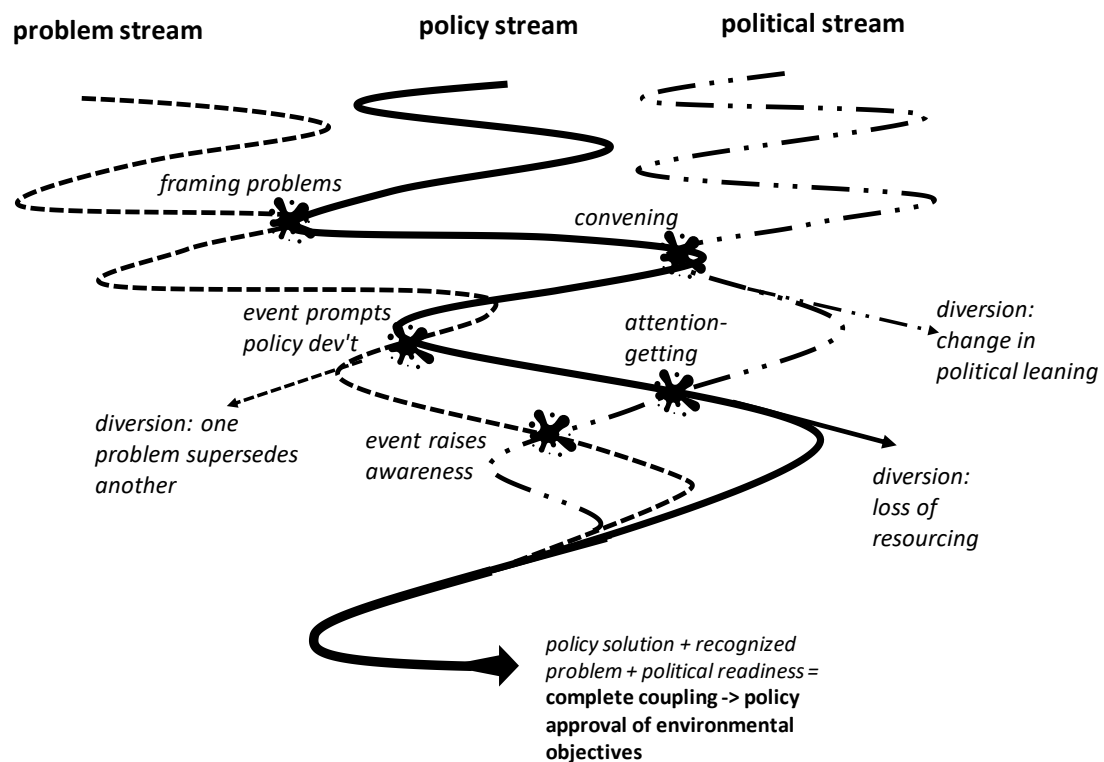 problem stream
policy stream
political stream
framing problems
convening
event prompts
policy dev't
attention-
getting
diversion:
change in
political leaning
diversion: one
problem supersedes
another
event raises
awareness
diversion:
loss of
resourcing
policy solution + recognized
problem + political readiness =
complete coupling -> policy
approval of environmental
objectives